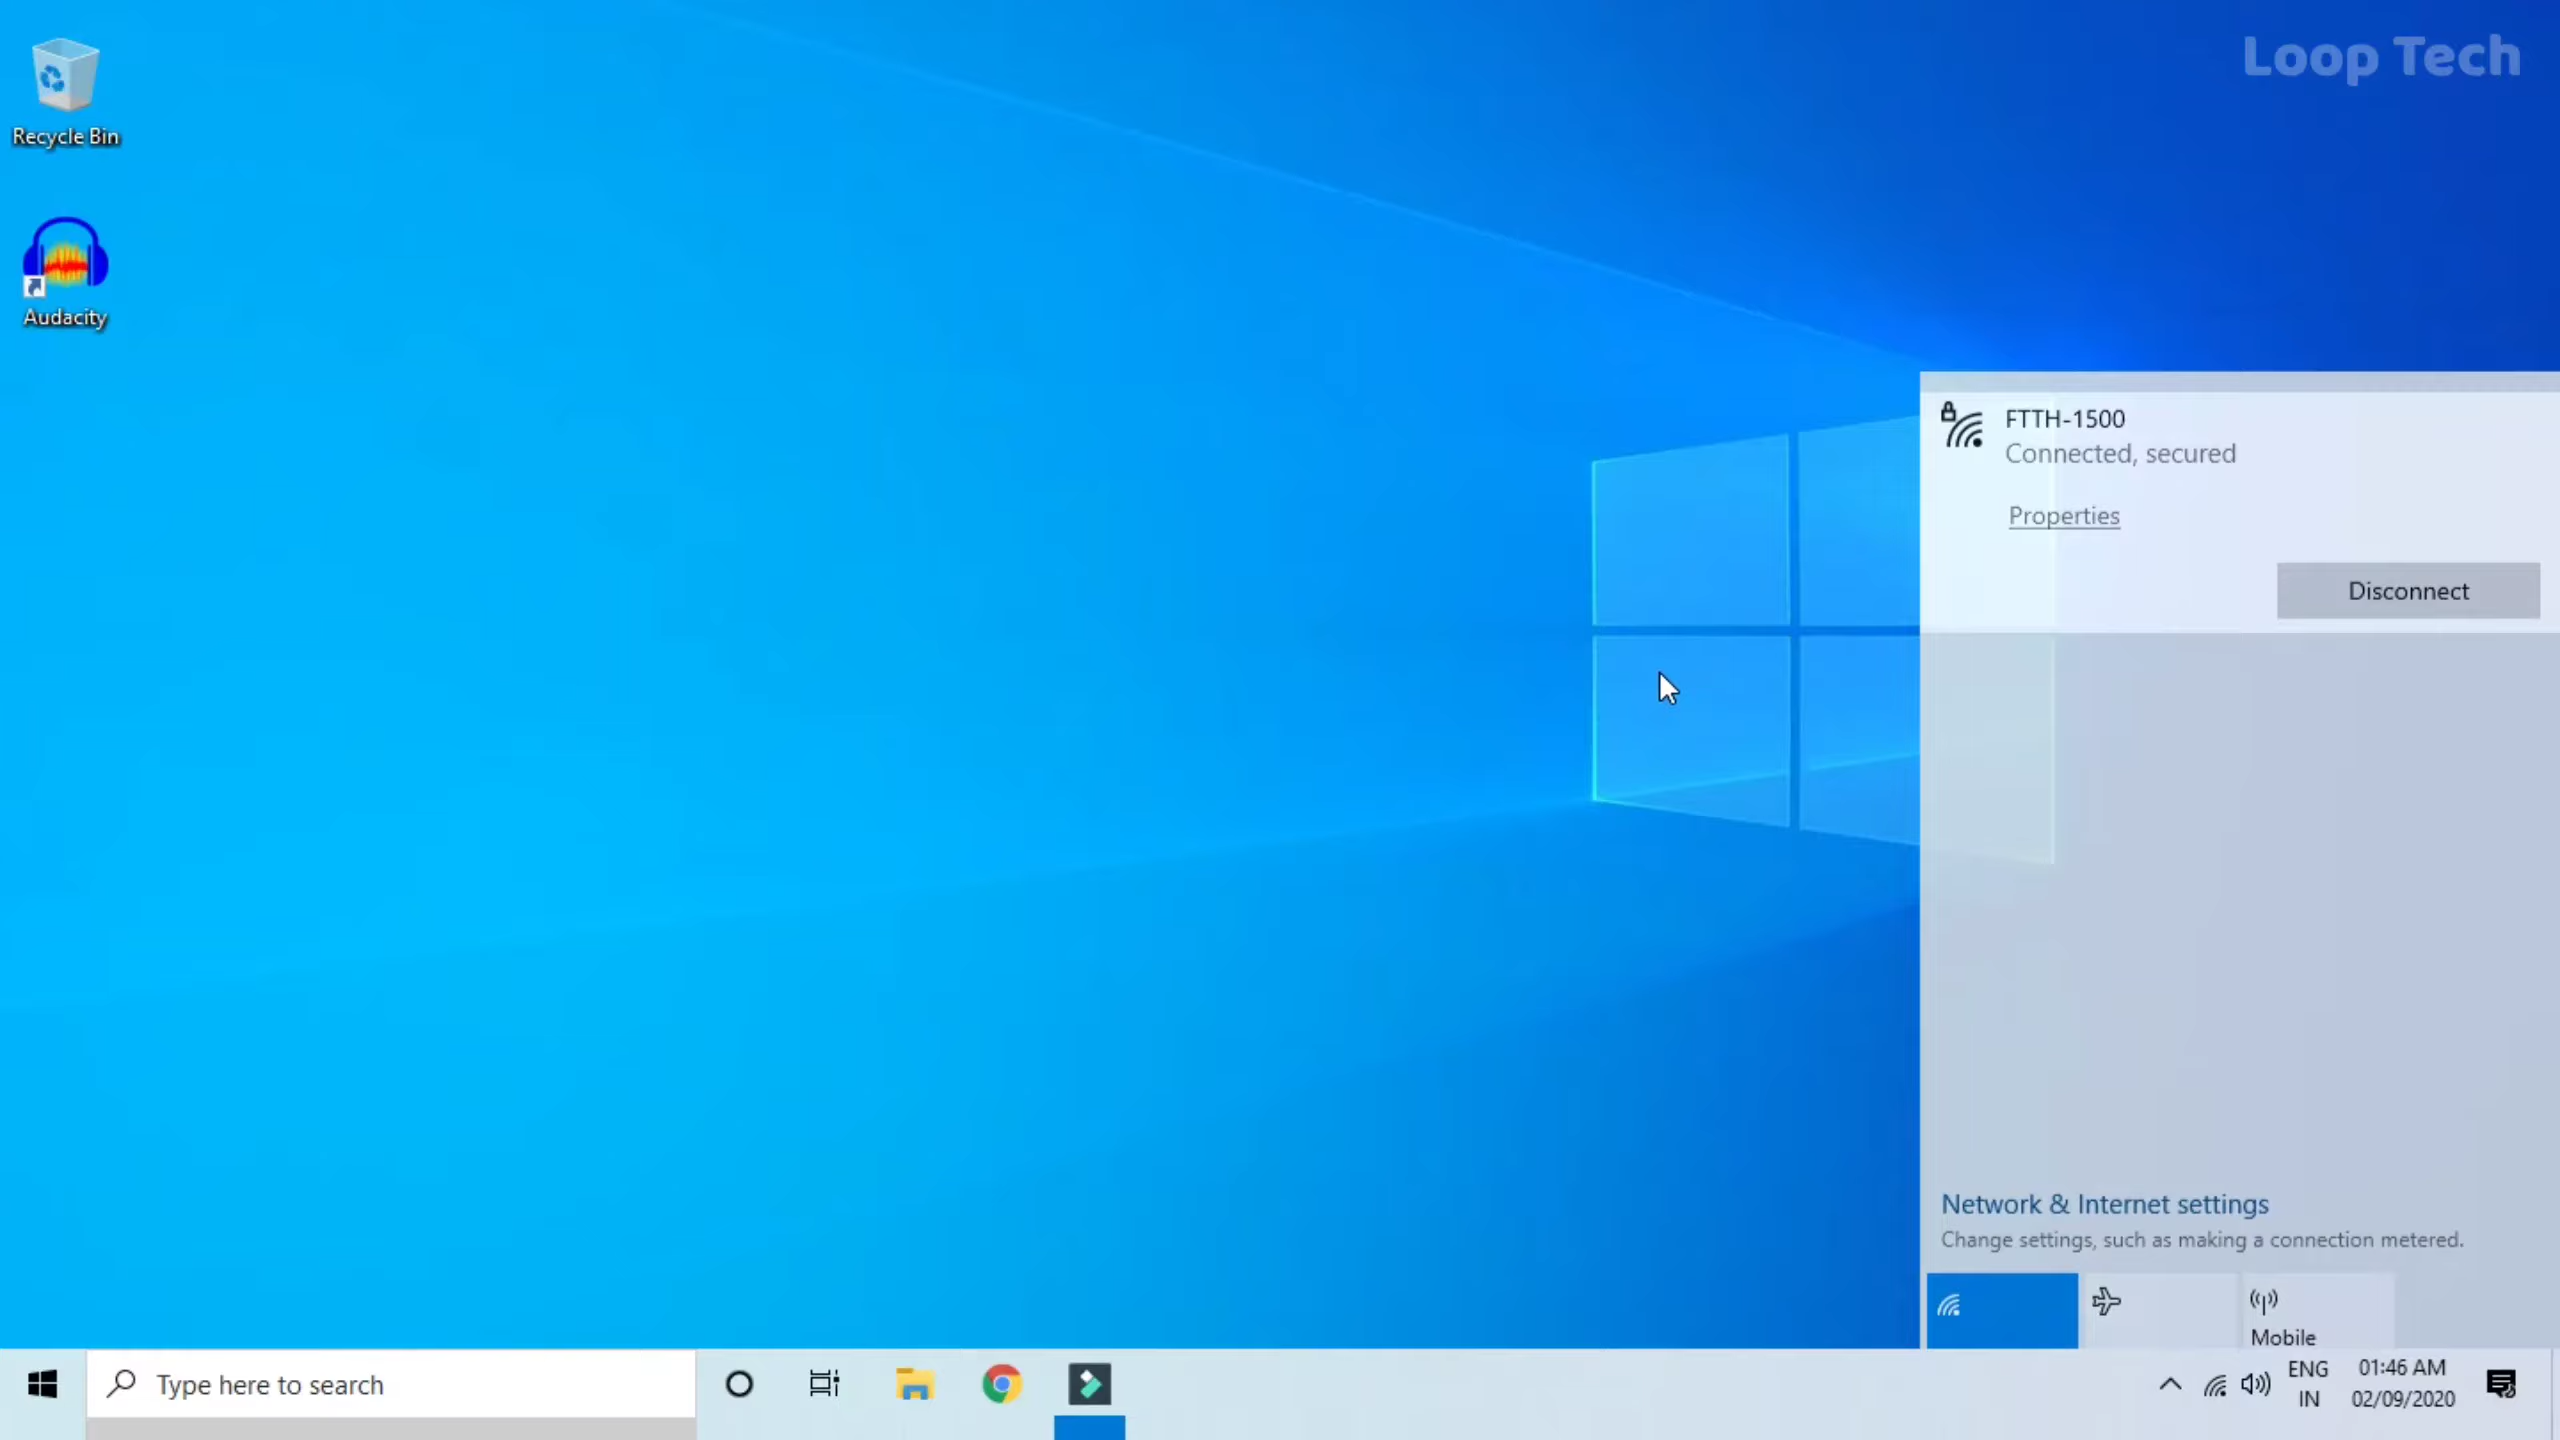 Loop Tech
Recycle Bin
Audacity
FTTH-1500
Connected, secured
Properties
Disconnect
Network & Internet settings
Change settings, such as making a connection metered.
Mobile
Type here to search
ENG
IN
01:46 AM
02/09/2020